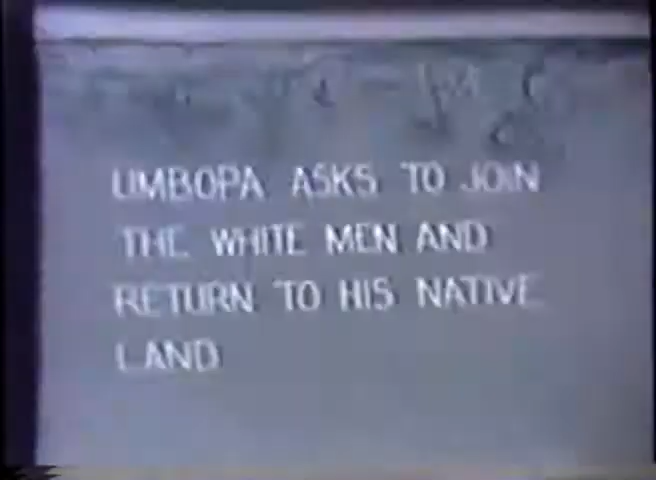 UMBOPA ASKS TO JOIN
THE WHITE MEN AND
RETURN TO HIS NATIVE
LAND